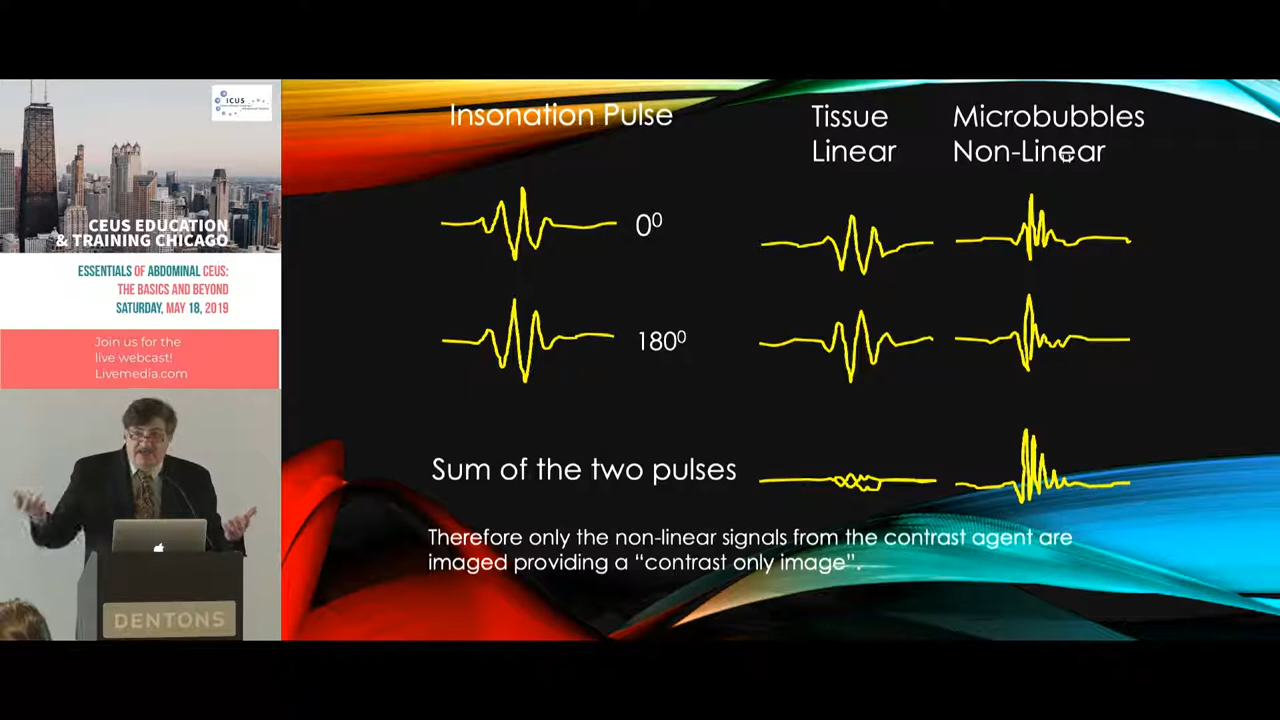 ICUS
CEUS EDUCATION
& TRAINING CHICAGO
ESSENTIALS OF ABDOMINAL CEUS:
THE BASICS AND BEYOND
SATURDAY, MAY 18, 2019
Join us for the
live webcast!
Livemedia.com
DENTONS
Insonation Pulse
Tissue
Linear
Microbubbles
Non-Linear
0⁰
180⁰
Sum of the two pulses
Therefore only the non-linear signals from the contrast agent are
imaged providing a “contrast only image”.